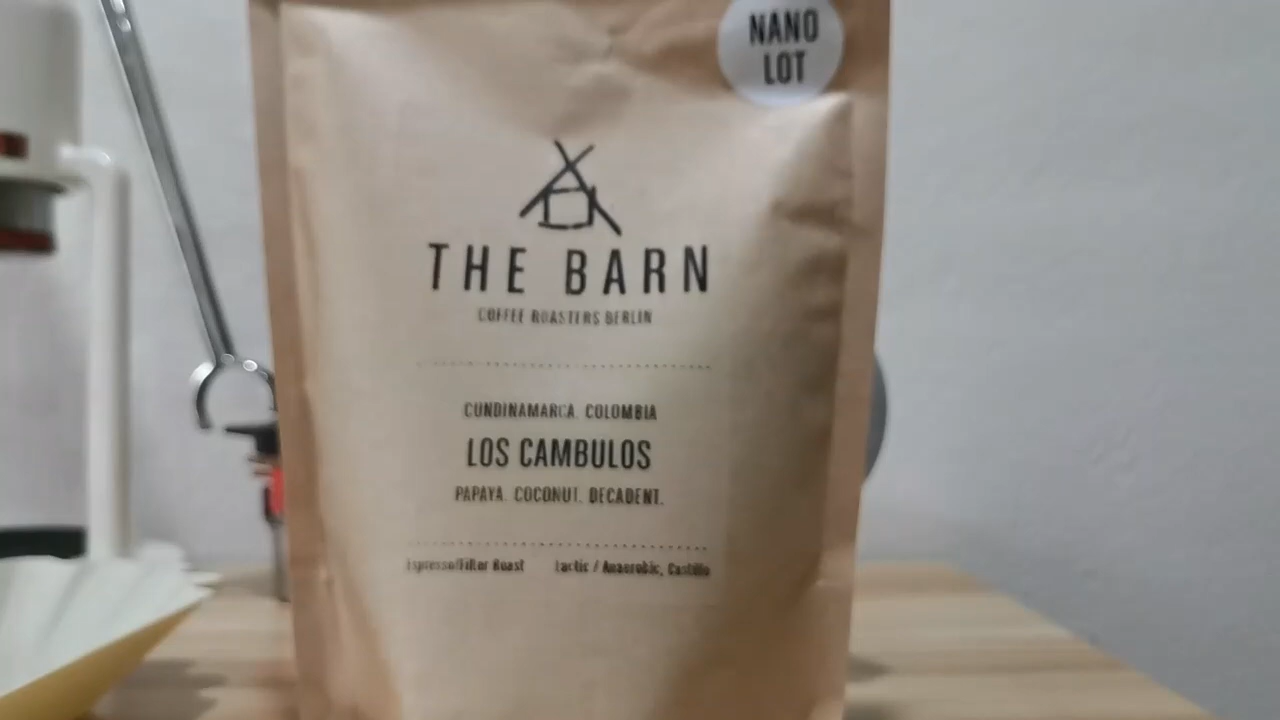 NANO
LOT
THE BARN
COFFEE ROASTERS BERLIN
CUNDINAMARCA. COLOMBIA
LOS CAMBULOS
PAPAYA. COCONUT. DECADENT.
Espresso/Filter Roast Lactic / Anaerobic, Castillo